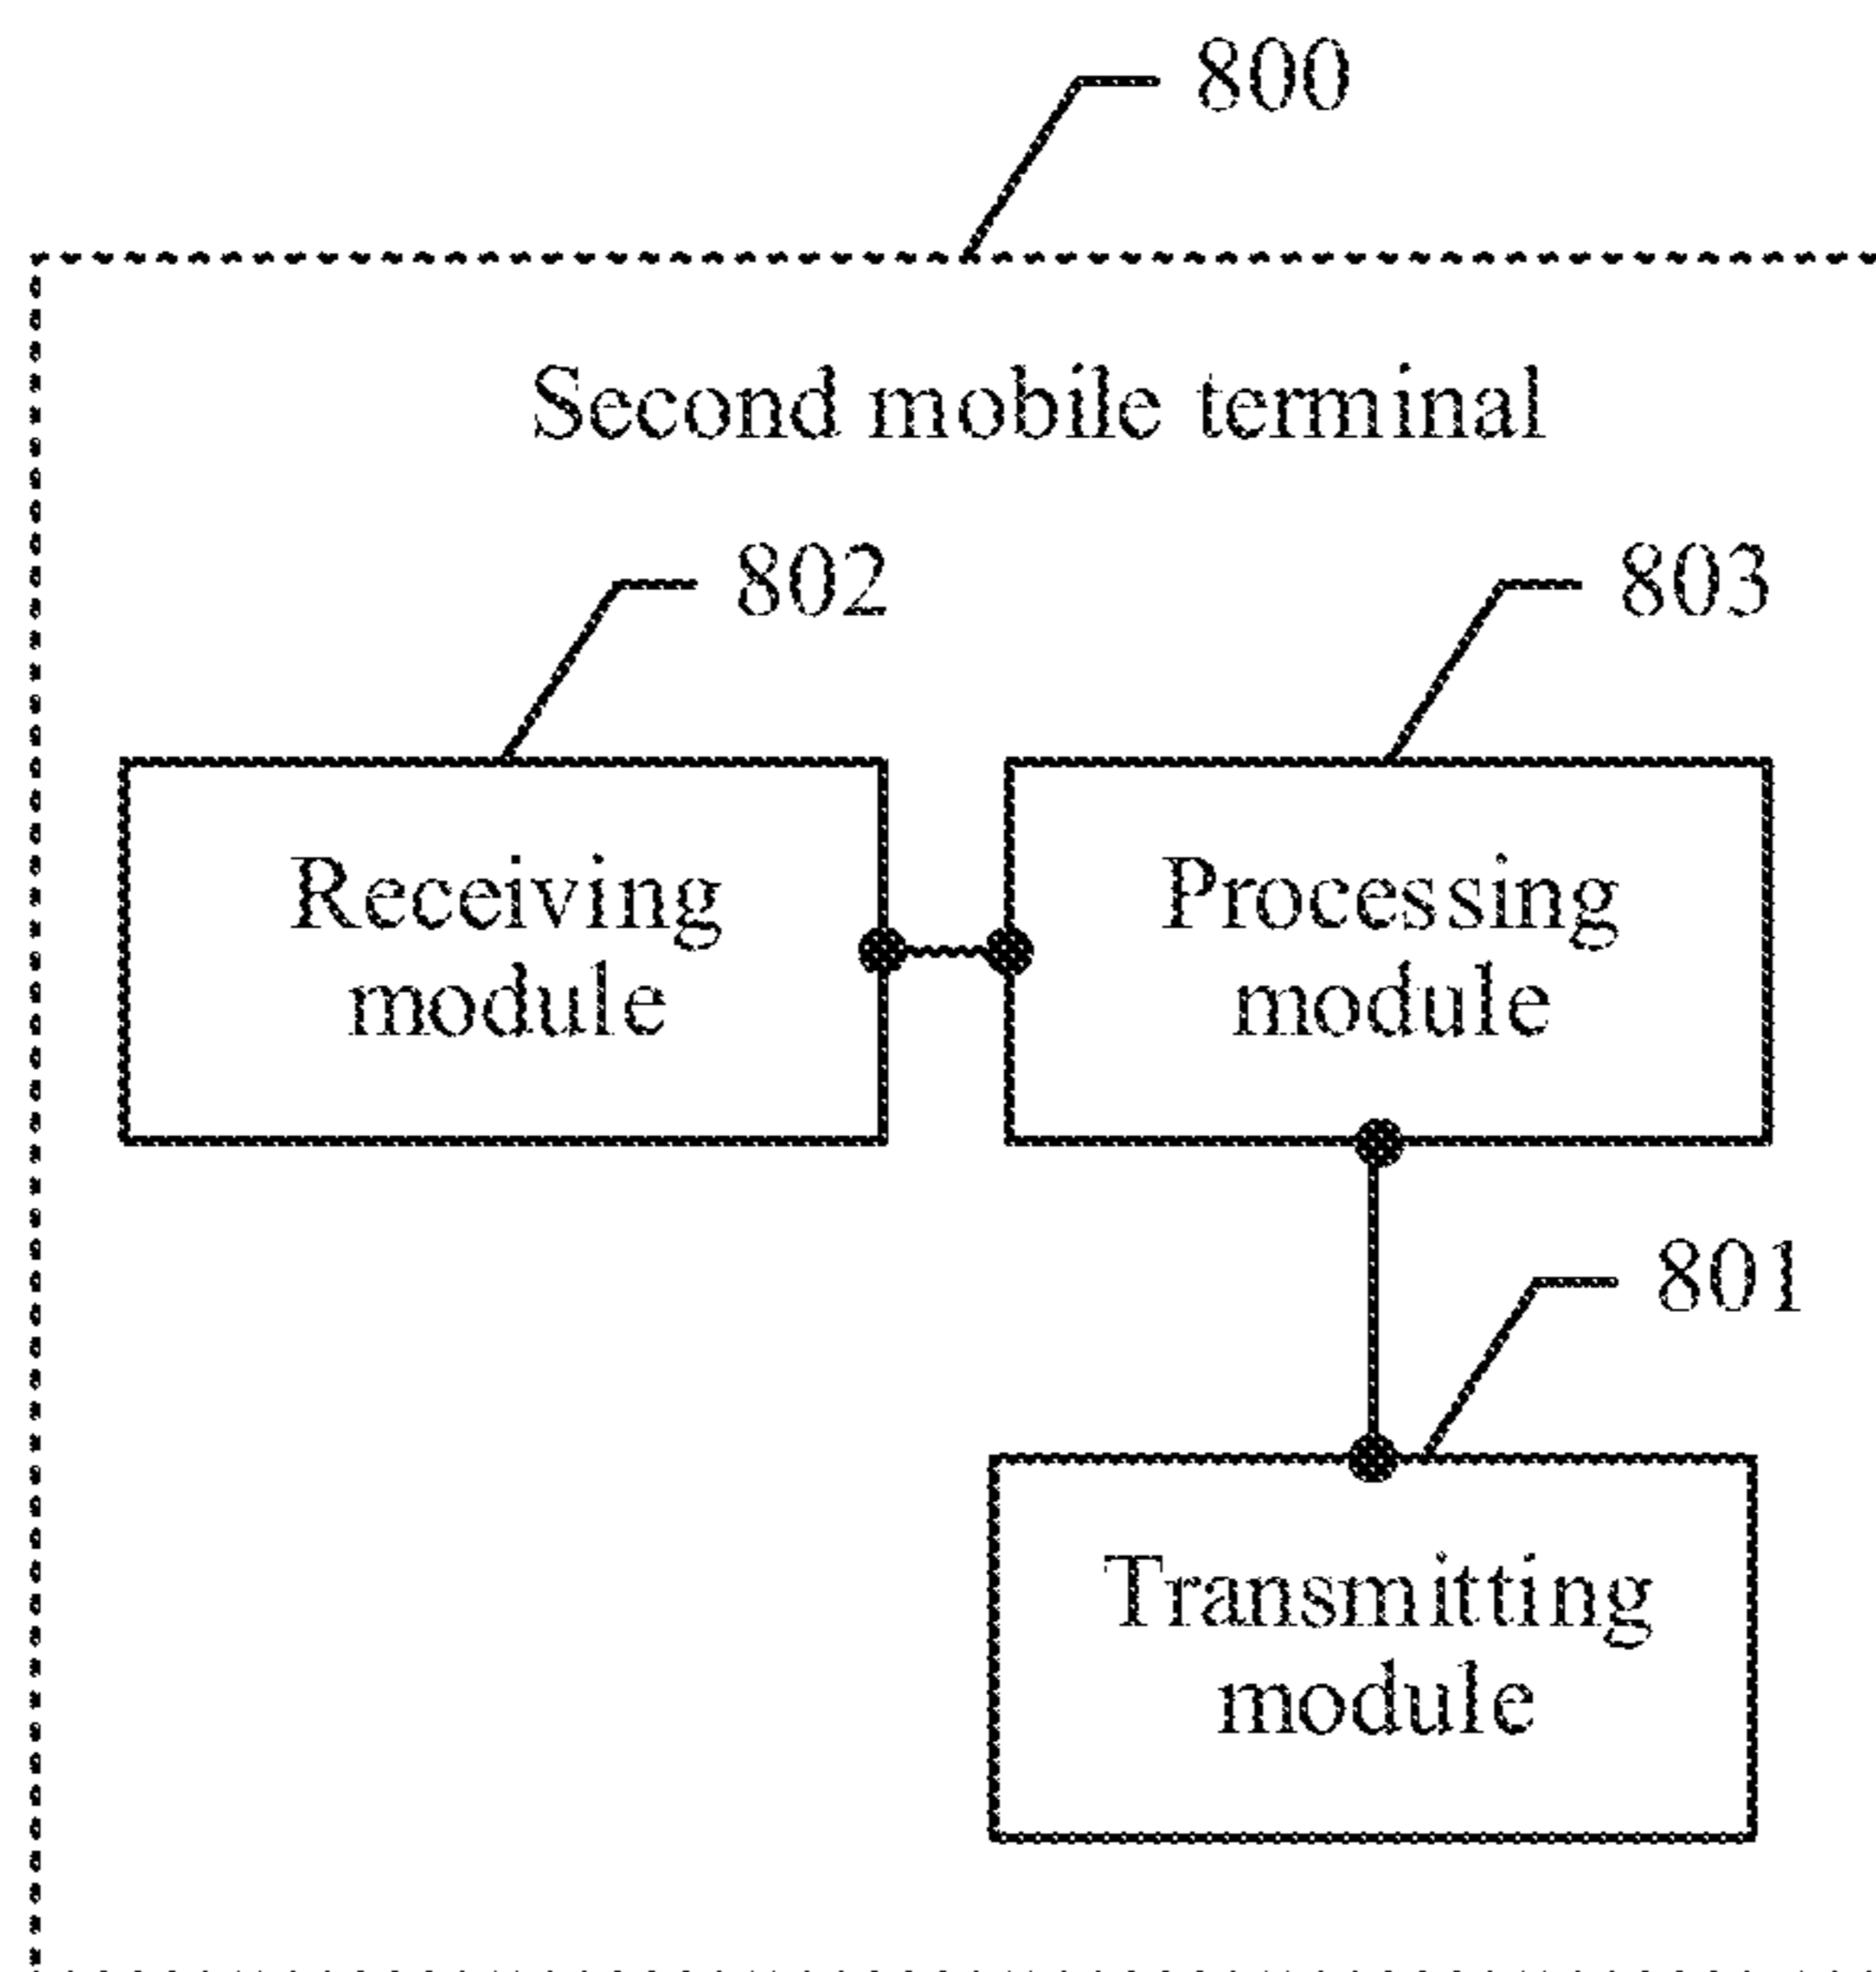 800
Second mobile terminal
802
803
Receiving
module
Processing
module
801
Transmitting
module